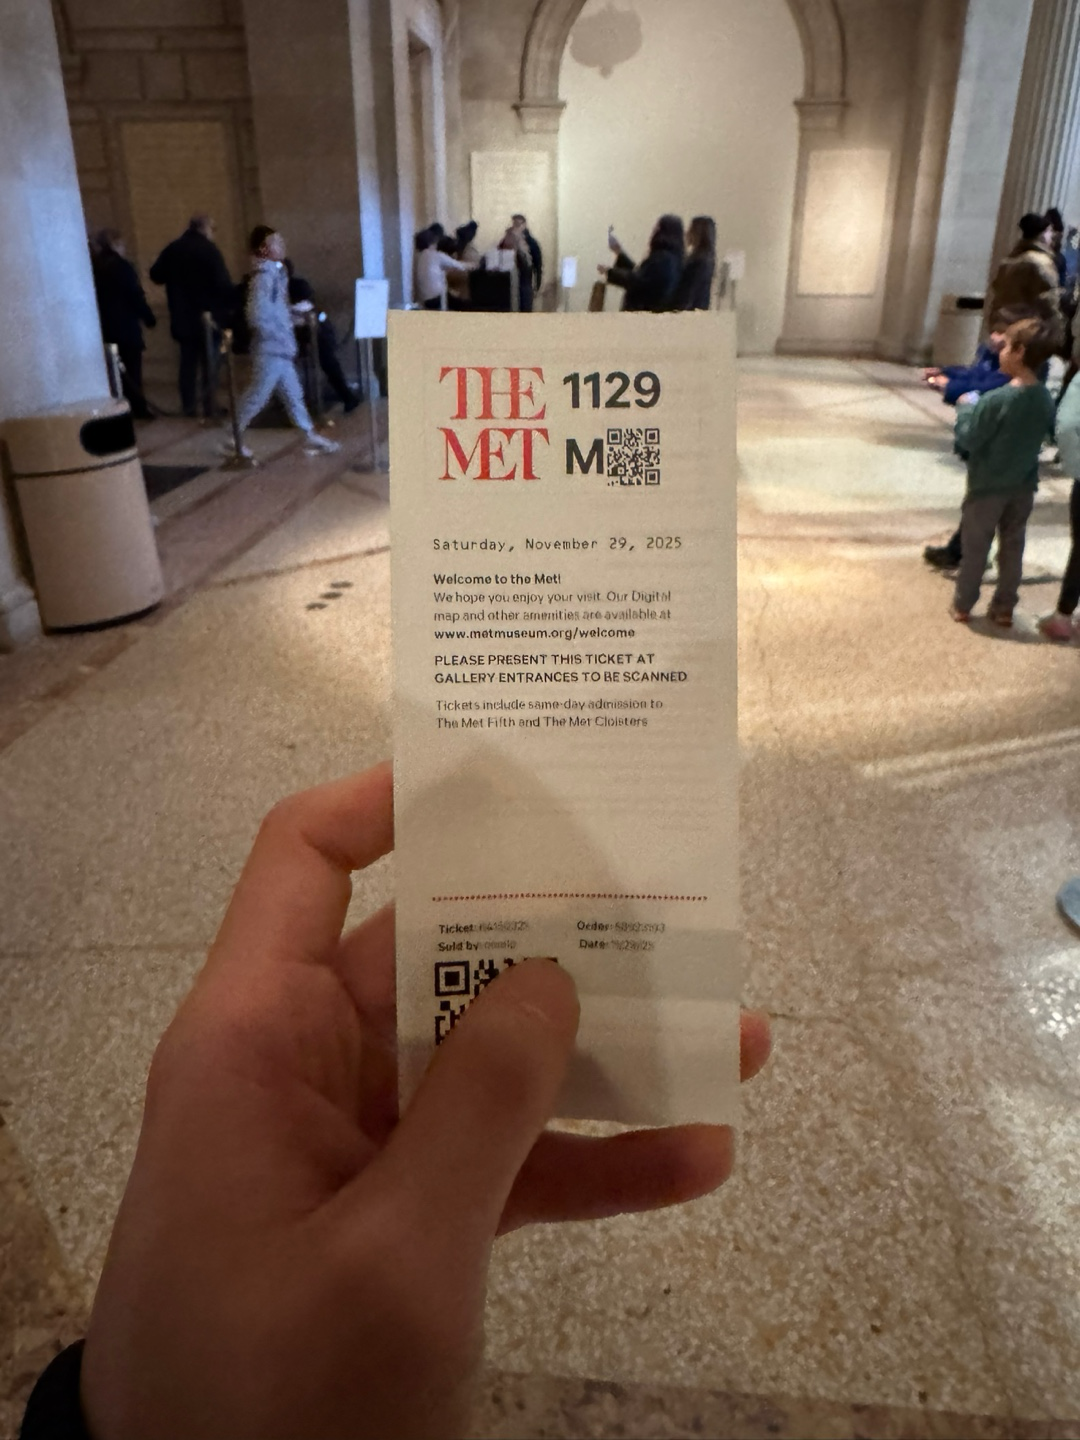 THE 1129
MET M
Saturday, November 29, 2025
Welcome to the Met!
We hope you enjoy your visit. Our Digital
map and other amenities are available at
www.metmuseum.org/welcome
PLEASE PRESENT THIS TICKET AT
GALLERY ENTRANCES TO BE SCANNED
Tickets include same-day admission to
The Met Fifth and The Met Cloisters
Ticket: Order:
Sold by: Date: